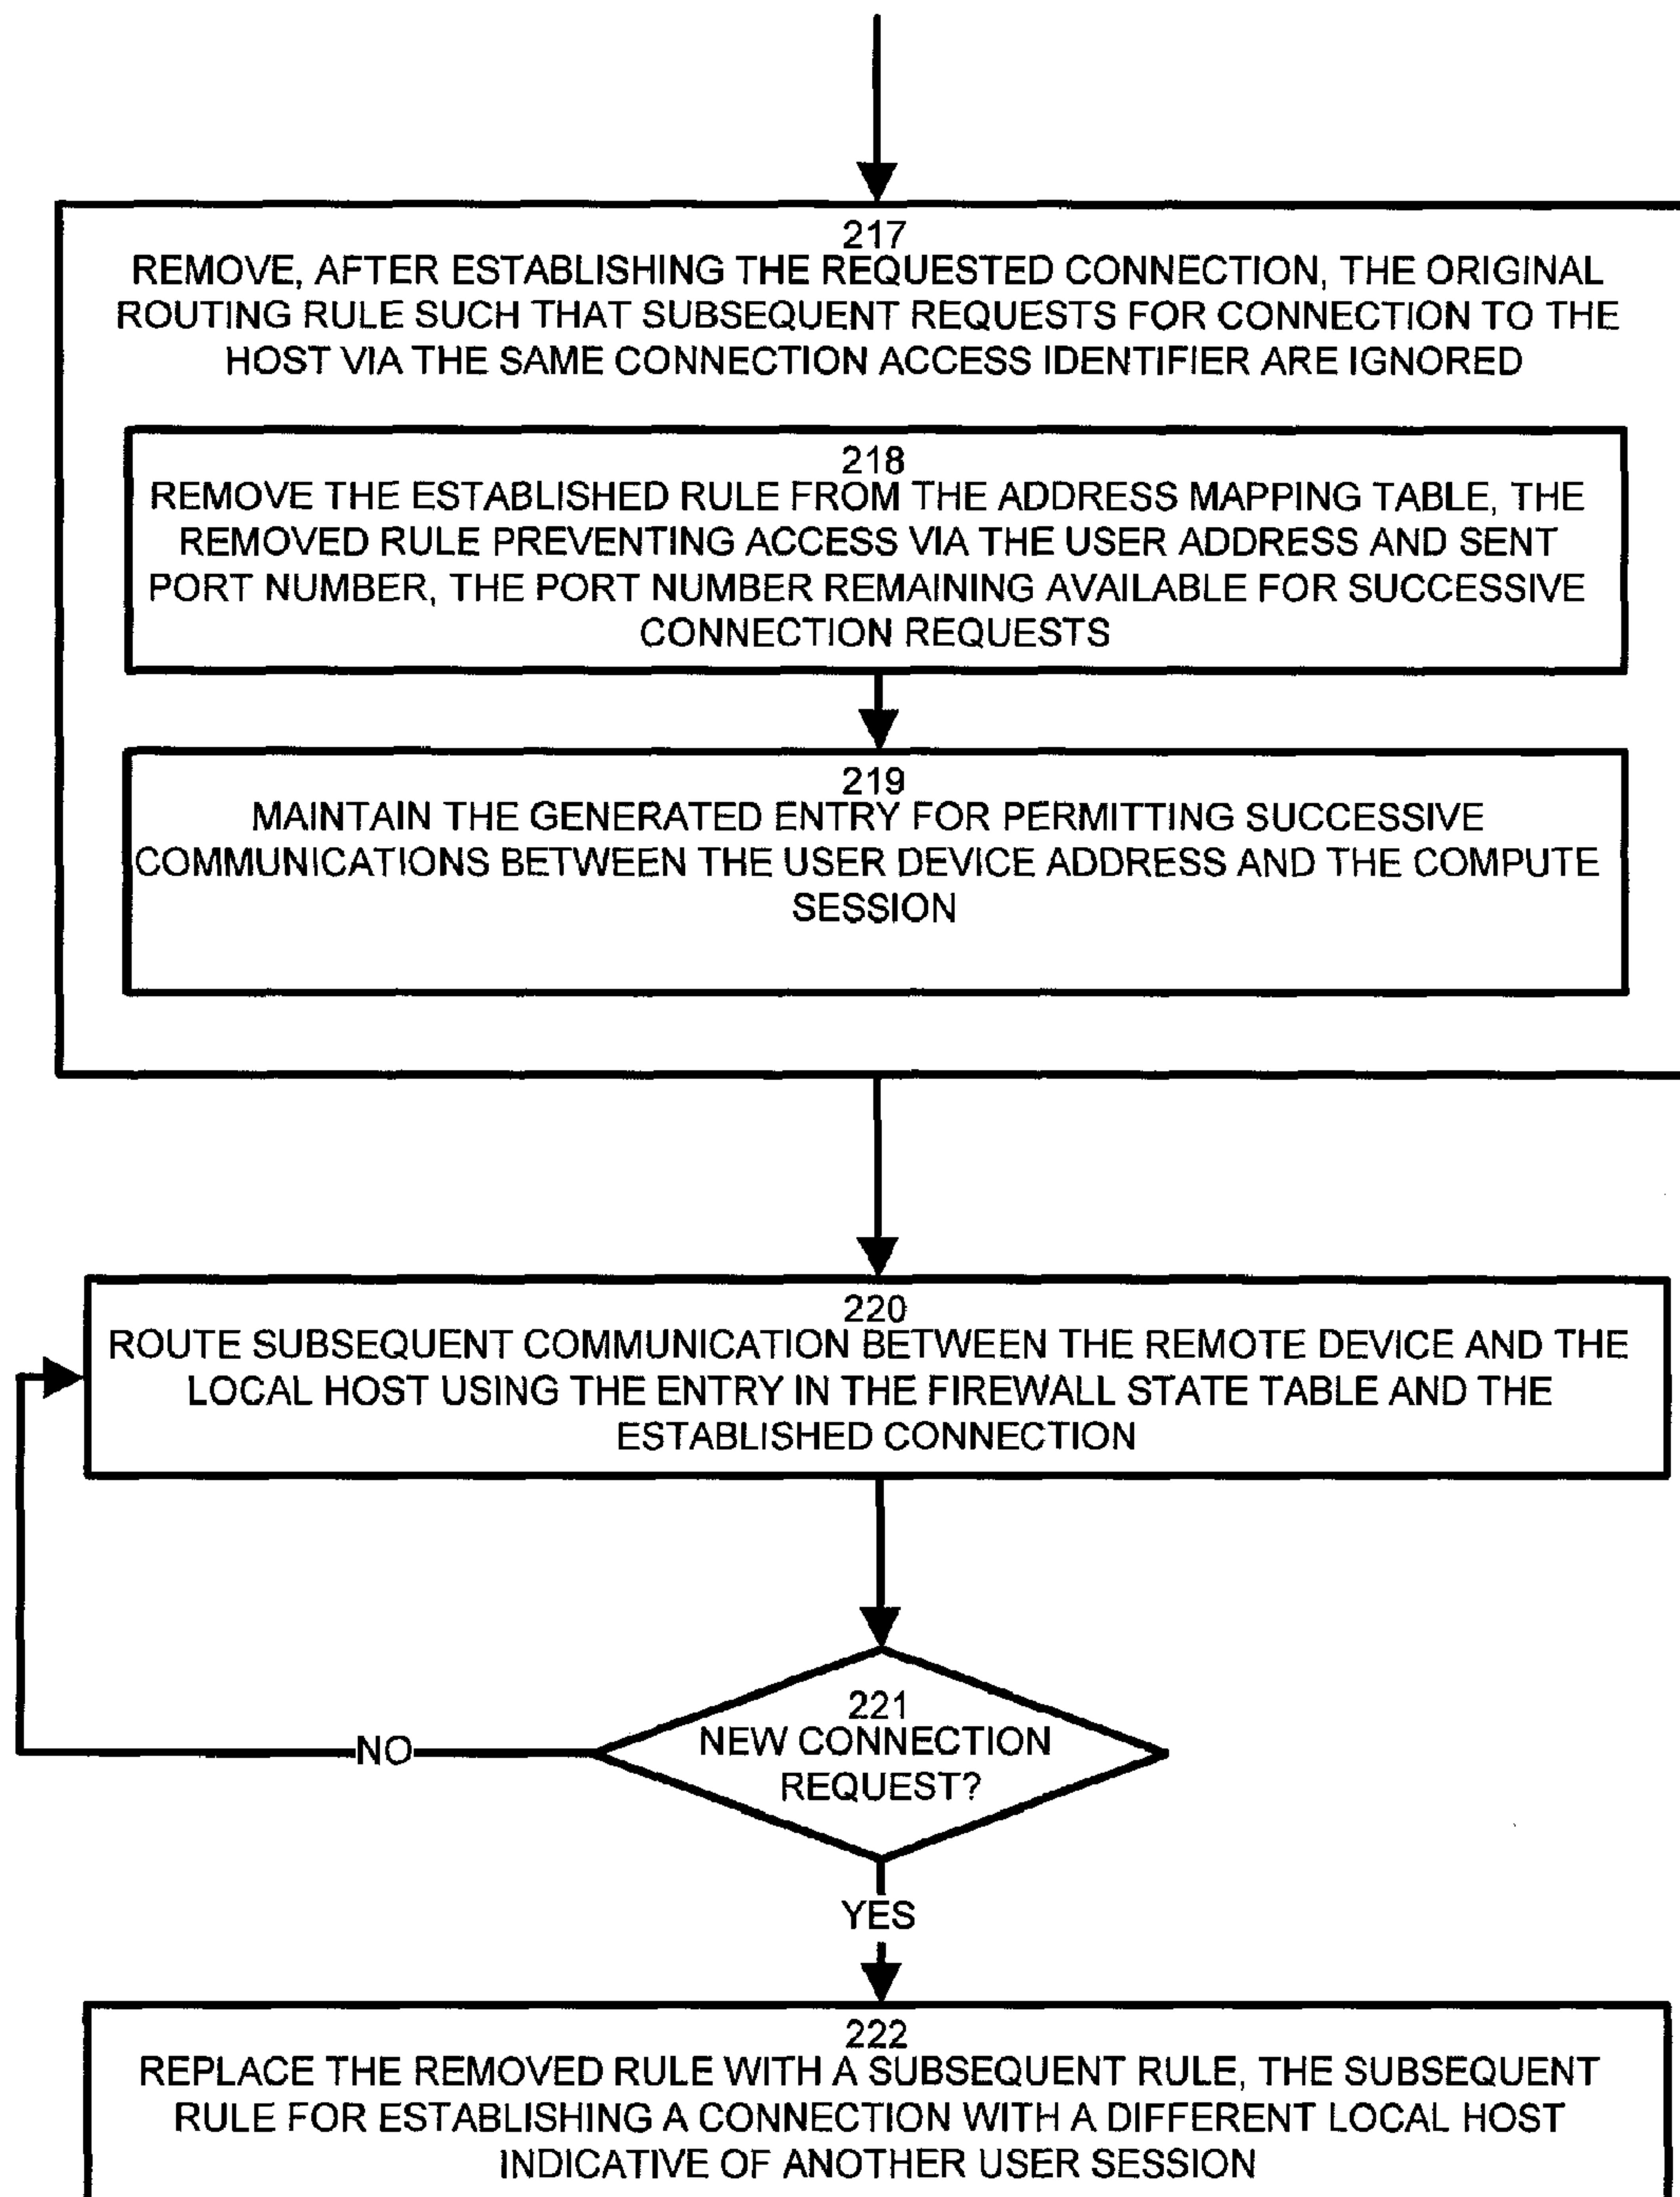 217
REMOVE, AFTER ESTABLISHING THE REQUESTED CONNECTION, THE ORIGINAL
ROUTING RULE SUCH THAT SUBSEQUENT REQUESTS FOR CONNECTION TO THE
HOST VIA THE SAME CONNECTION ACCESS IDENTIFIER ARE IGNORED
218
REMOVE THE ESTABLISHED RULE FROM THE ADDRESS MAPPING TABLE, THE
REMOVED RULE PREVENTING ACCESS VIA THE USER ADDRESS AND SENT
PORT NUMBER, THE PORT NUMBER REMAINING AVAILABLE FOR SUCCESSIVE
CONNECTION REQUESTS
219
MAINTAIN THE GENERATED ENTRY FOR PERMITTING SUCCESSIVE
COMMUNICATIONS BETWEEN THE USER DEVICE ADDRESS AND THE COMPUTE
SESSION
220
ROUTE SUBSEQUENT COMMUNICATION BETWEEN THE REMOTE DEVICE AND THE
LOCAL HOST USING THE ENTRY IN THE FIREWALL STATE TABLE AND THE
ESTABLISHED CONNECTION
221
NEW CONNECTION
REQUEST?
NO
YES
222
REPLACE THE REMOVED RULE WITH A SUBSEQUENT RULE, THE SUBSEQUENT
RULE FOR ESTABLISHING A CONNECTION WITH A DIFFERENT LOCAL HOST
INDICATIVE OF ANOTHER USER SESSION